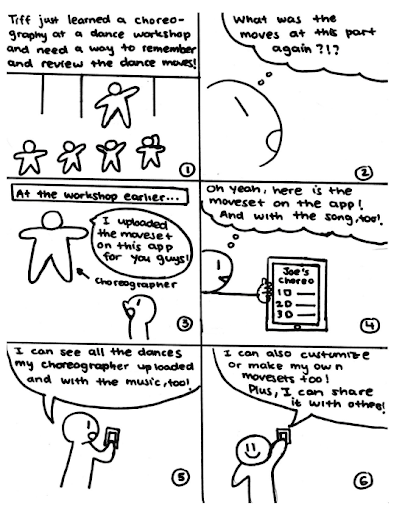 Tiff just learned a choreo-
graphy at a dance workshop
and need a way to remember
and review the dance moves!
1
What was the
moves at this part
again?!?
2
At the workshop earlier...
I uploaded
the moveset
on this app
for you guys!
choreographer
3
Oh yeah, here is the
moveset on the app!
And with the song, too!
Joe's
Choreo
1
2
3
4
I can see all the dances
my choreographer uploaded
and with the music, too!
5
I can also custumize
or make my own
movesets too!
Plus, I can share
it with others!
6